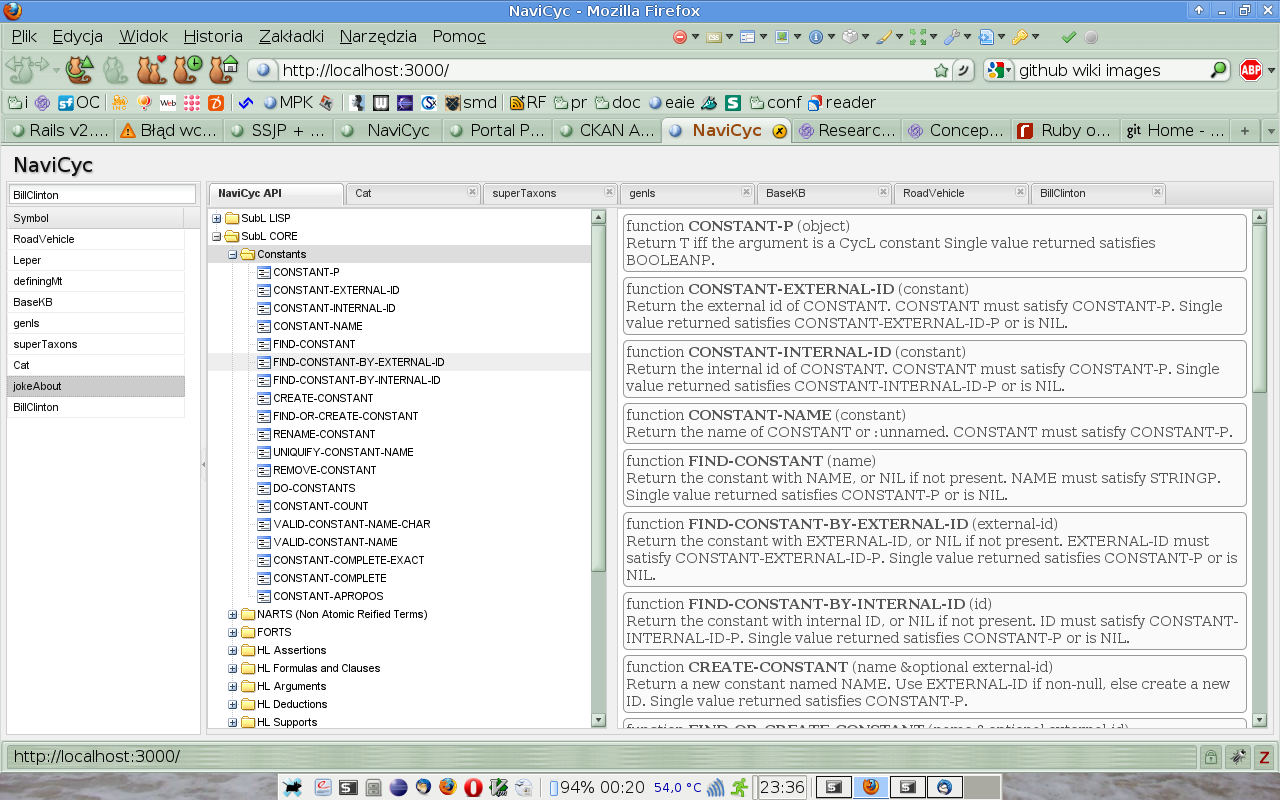 NaviCyc - Mozilla Firefox
Plik Edycja Widok Historia Zakładki Narzędzia Pomoc
http://localhost:3000/
github wiki images
ABP
i OC MPK smd RF pr doc eaie conf reader
Rails v2.... Błąd wc... SSJP + ... NaviCyc Portal P... CKAN A... NaviCyc Researc... Concep... Ruby o... git Home - ...
NaviCyc
BillClinton
Symbol
RoadVehicle
Leper
definingMt
BaseKB
genls
superTaxons
Cat
jokeAbout
BillClinton
NaviCyc API Cat superTaxons genls BaseKB RoadVehicle BillClinton
SubL LISP
SubL CORE
Constants
CONSTANT-P
CONSTANT-EXTERNAL-ID
CONSTANT-INTERNAL-ID
CONSTANT-NAME
FIND-CONSTANT
FIND-CONSTANT-BY-EXTERNAL-ID
FIND-CONSTANT-BY-INTERNAL-ID
CREATE-CONSTANT
FIND-OR-CREATE-CONSTANT
RENAME-CONSTANT
UNIQUIFY-CONSTANT-NAME
REMOVE-CONSTANT
DO-CONSTANTS
CONSTANT-COUNT
VALID-CONSTANT-NAME-CHAR
VALID-CONSTANT-NAME
CONSTANT-COMPLETE-EXACT
CONSTANT-COMPLETE
CONSTANT-APROPOS
NARTS (Non Atomic Reified Terms)
FORTS
HL Assertions
HL Formulas and Clauses
HL Arguments
HL Deductions
HL Supports
function CONSTANT-P (object)
Return T iff the argument is a CycL constant Single value returned satisfies
BOOLEANP.
function CONSTANT-EXTERNAL-ID (constant)
Return the external id of CONSTANT. CONSTANT must satisfy CONSTANT-P. Single
value returned satisfies CONSTANT-EXTERNAL-ID-P or is NIL.
function CONSTANT-INTERNAL-ID (constant)
Return the internal id of CONSTANT. CONSTANT must satisfy CONSTANT-P. Single
value returned satisfies CONSTANT-INTERNAL-ID-P or is NIL.
function CONSTANT-NAME (constant)
Return the name of CONSTANT or :unnamed. CONSTANT must satisfy CONSTANT-P.
function FIND-CONSTANT (name)
Return the constant with NAME, or NIL if not present. NAME must satisfy STRINGP.
Single value returned satisfies CONSTANT-P or is NIL.
function FIND-CONSTANT-BY-EXTERNAL-ID (external-id)
Return the constant with EXTERNAL-ID, or NIL if not present. EXTERNAL-ID must
satisfy CONSTANT-EXTERNAL-ID-P. Single value returned satisfies CONSTANT-P or is
NIL.
function FIND-CONSTANT-BY-INTERNAL-ID (id)
Return the constant with internal ID, or NIL if not present. ID must satisfy CONSTANT-
INTERNAL-ID-P. Single value returned satisfies CONSTANT-P or is NIL.
function CREATE-CONSTANT (name &optional external-id)
Return a new constant named NAME. Use EXTERNAL-ID if non-null, else create a new
ID. Single value returned satisfies CONSTANT-P.
function FIND-OR-CREATE-CONSTANT (name &optional external-id)
http://localhost:3000/
94% 00:20 54,0 °C 23:36